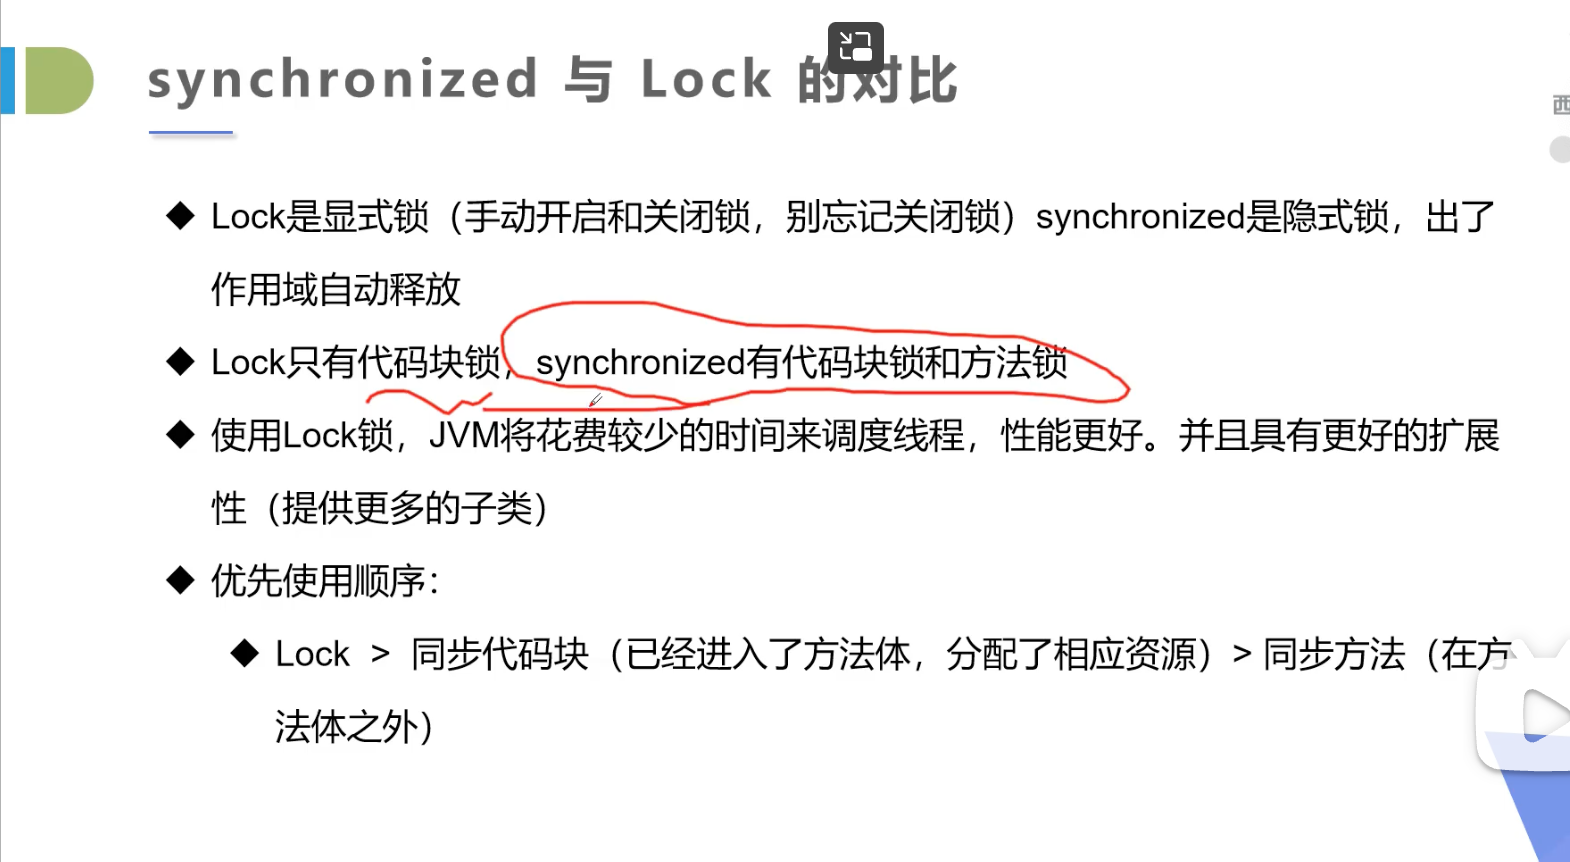 synchronized 与 Lock 的对比
西
Lock是显式锁（手动开启和关闭锁，别忘记关闭锁）synchronized是隐式锁，出了
作用域自动释放
Lock只有代码块锁，synchronized有代码块锁和方法锁
使用Lock锁，JVM将花费较少的时间来调度线程，性能更好。并且具有更好的扩展
性（提供更多的子类）
优先使用顺序：
Lock > 同步代码块（已经进入了方法体，分配了相应资源）> 同步方法（在方
法体之外）